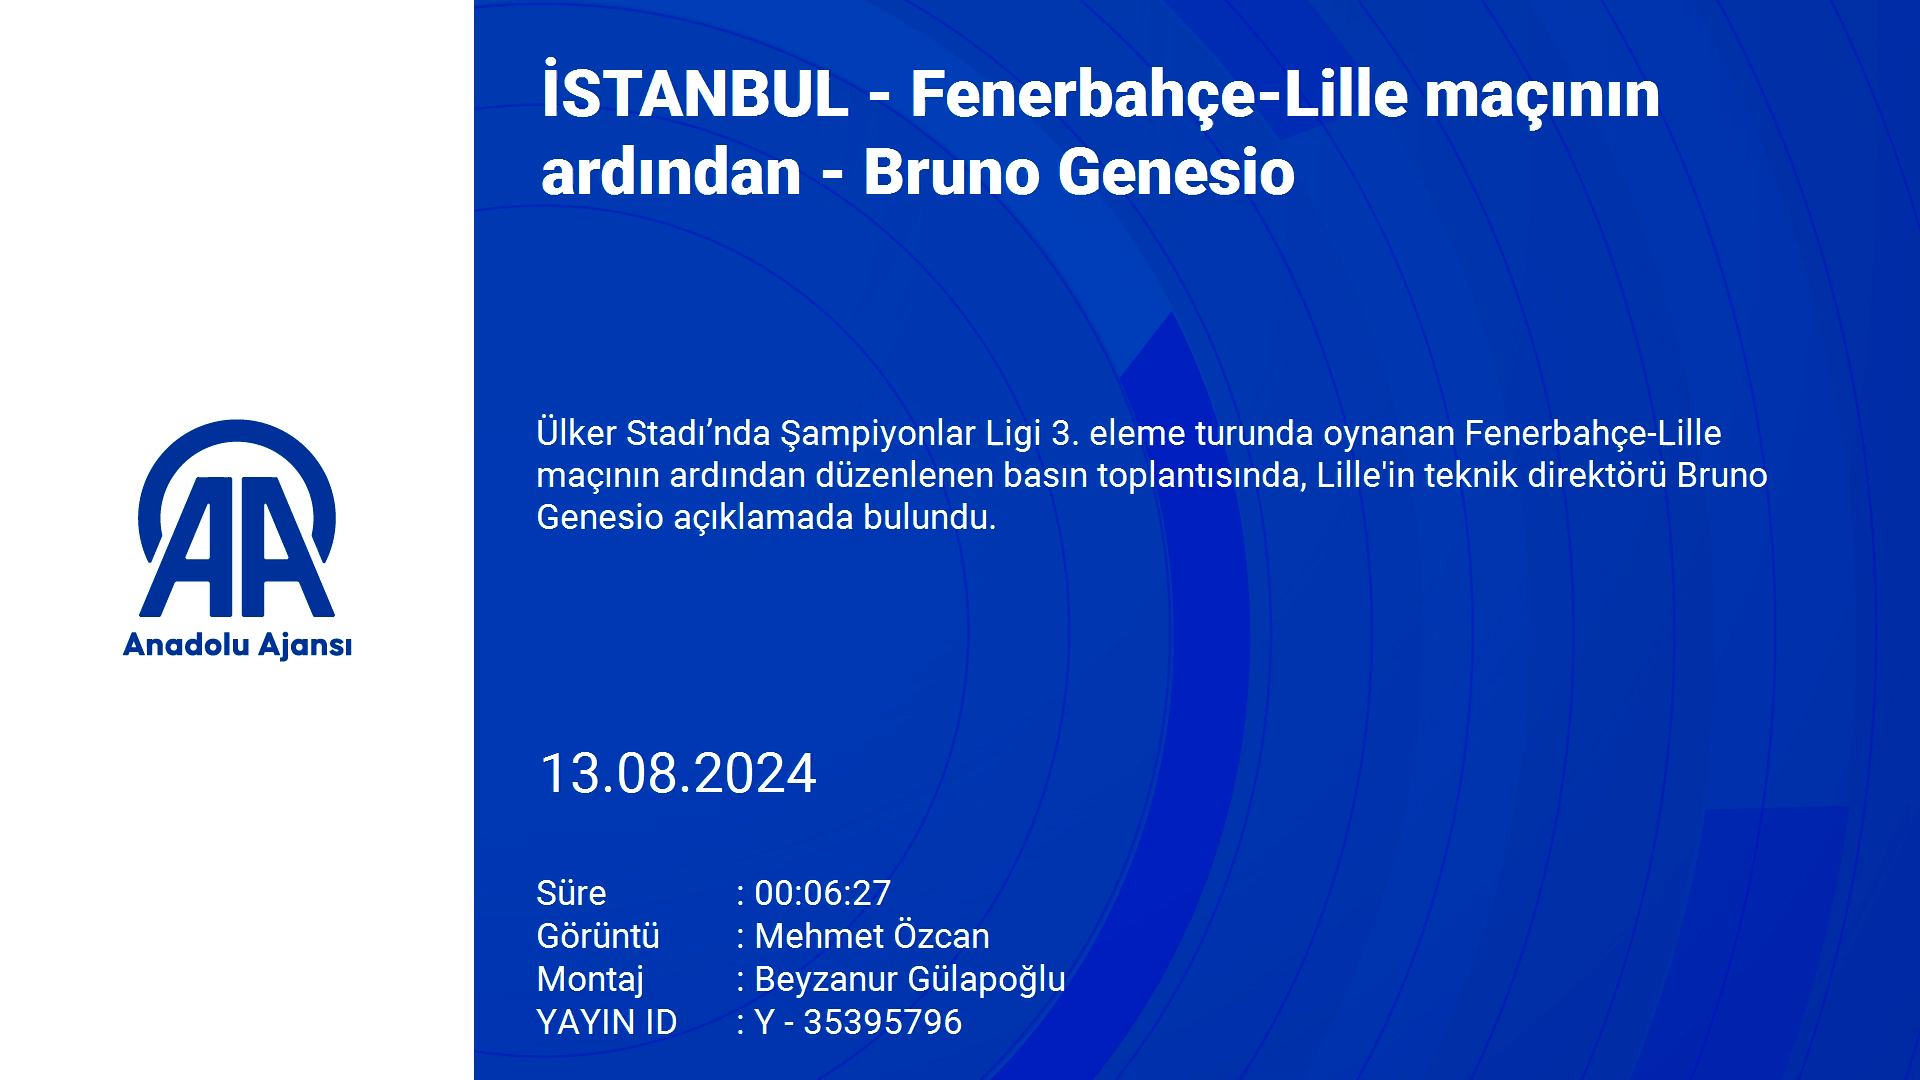 İSTANBUL - Fenerbahçe-Lille maçının
ardından - Bruno Genesio
Ülker Stadı’nda Şampiyonlar Ligi 3. eleme turunda oynanan Fenerbahçe-Lille
maçının ardından düzenlenen basın toplantısında, Lille'in teknik direktörü Bruno
Genesio açıklamada bulundu.
AA
Anadolu Ajansı
13.08.2024
Süre : 00:06:27
Görüntü : Mehmet Özcan
Montaj : Beyzanur Gülapoğlu
YAYIN ID : Y - 35395796